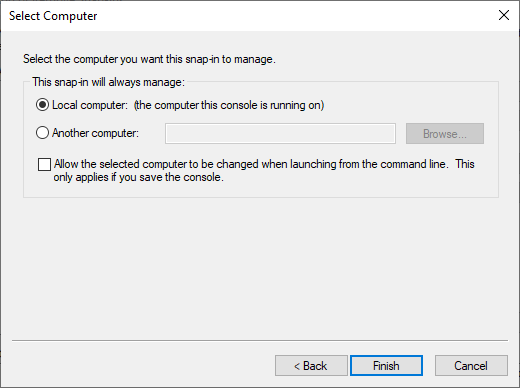 Select Computer
Select the computer you want this snap-in to manage.
This snap-in will always manage:
Local computer: (the computer this console is running on)
Another computer:
Browse...
Allow the selected computer to be changed when launching from the command line. This
only applies if you save the console.
< Back
Finish
Cancel